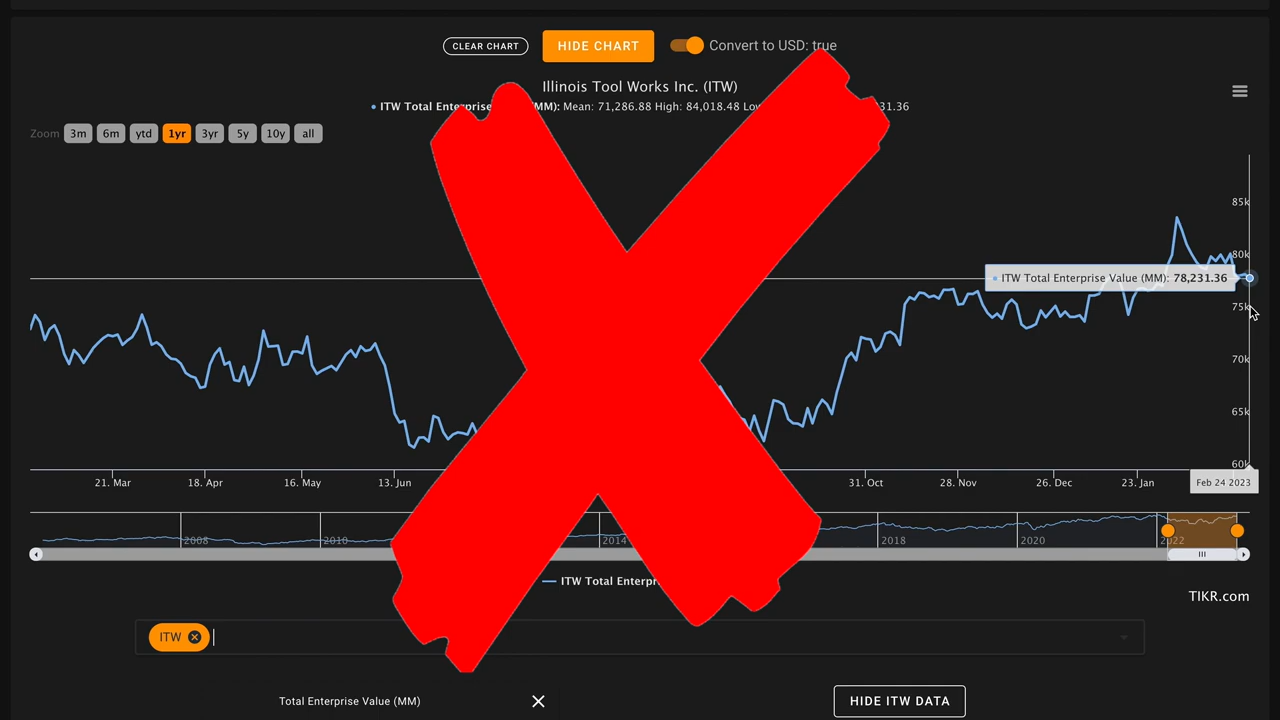 CLEAR CHART
HIDE CHART
Convert to USD: true
Illinois Tool Works Inc. (ITW)
ITW Total MM): Mean: 71,286.88 High: 84,018.48 31.36
Zoom 3m 6m ytd 1yr 3yr 5y 10y all
85k
80k
ITW Total Enterprise Value (MM): 78,231.36
75k
70k
65k
60k
21. Mar 18. Apr 16. May 13. Jun 31. Oct 28. Nov 26. Dec 23. Jan Feb 24 2023
2008 2010 2014 2018 2020 2022
ITW Total Enterpr
TIKR.com
ITW
Total Enterprise Value (MM)
HIDE ITW DATA